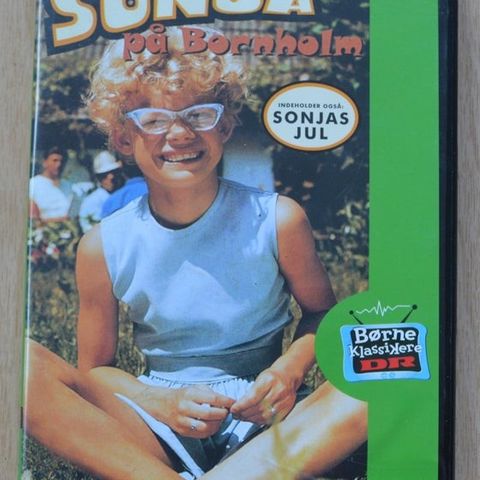 SONJA
på Bornholm
INDEHOLDER OGSÅ:
SONJAS
JUL
Børne
Klassikere
DR